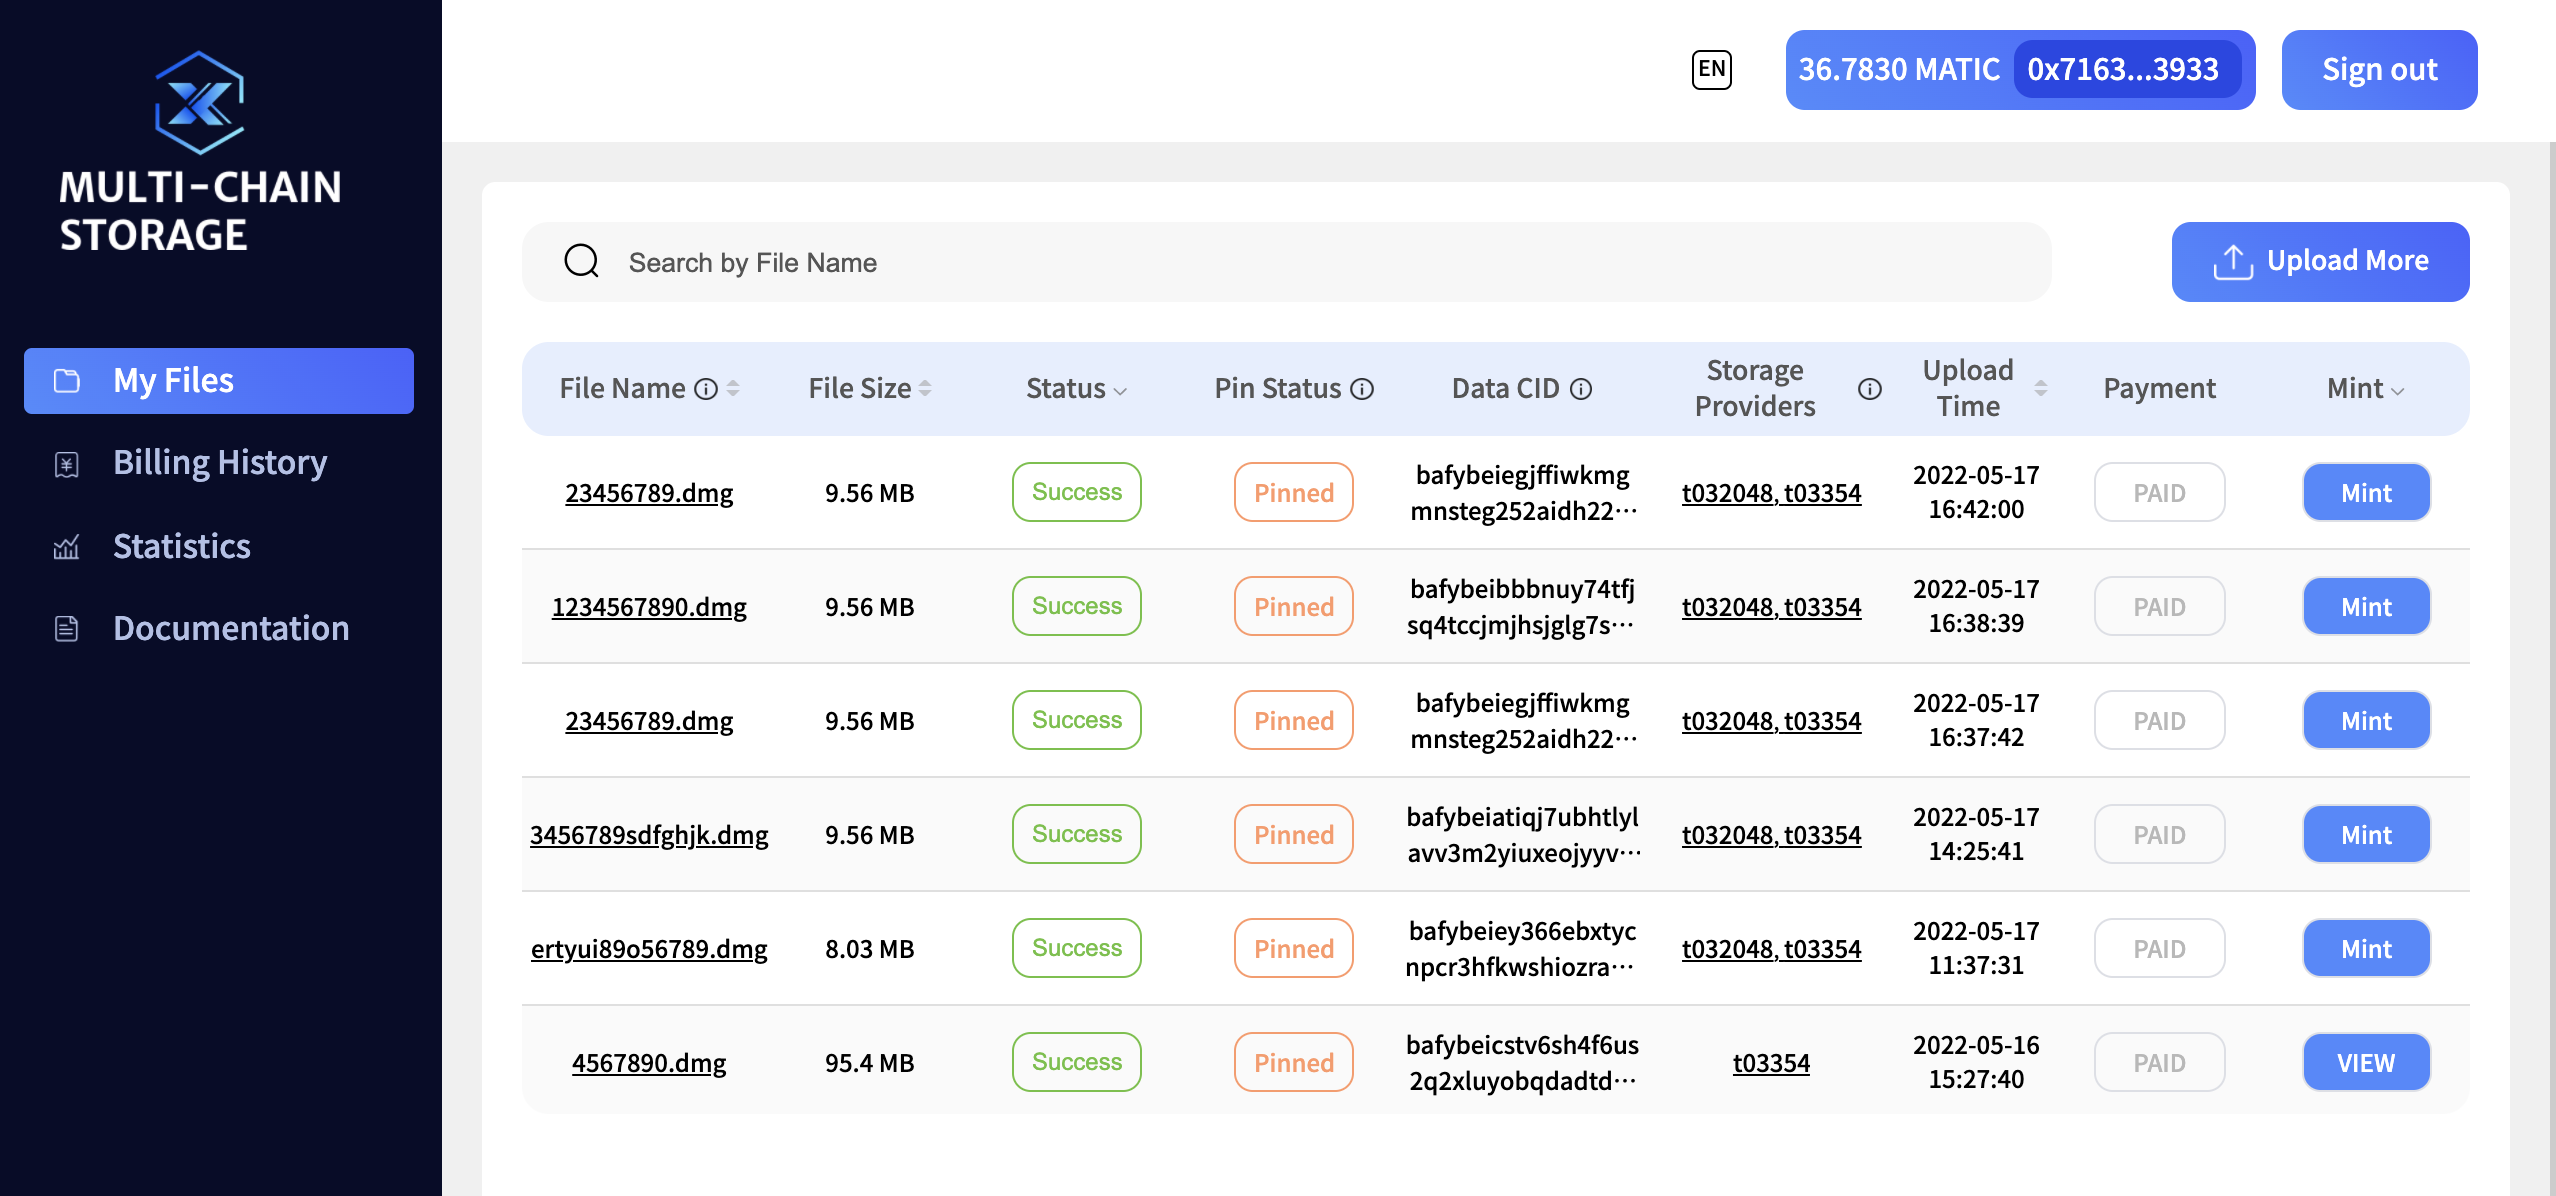 MULTI-CHAIN
STORAGE
My Files
Billing History
Statistics
Documentation
EN
36.7830 MATIC 0x7163...3933
Sign out
Search by File Name
Upload More
File Name
File Size
Status
Pin Status
Data CID
Storage
Providers
Upload
Time
Payment
Mint
23456789.dmg
9.56 MB
Success
Pinned
bafybeiegjffiwkmg
mnsteg252aidh22···
t032048, t03354
2022-05-17
16:42:00
PAID
Mint
1234567890.dmg
9.56 MB
Success
Pinned
bafybeibbbnuy74tfj
sq4tccjmjhsjglg7s···
t032048, t03354
2022-05-17
16:38:39
PAID
Mint
23456789.dmg
9.56 MB
Success
Pinned
bafybeiegjffiwkmg
mnsteg252aidh22···
t032048, t03354
2022-05-17
16:37:42
PAID
Mint
3456789sdfghjk.dmg
9.56 MB
Success
Pinned
bafybeiatiqj7ubhtlyl
avv3m2yiuxeojyyv···
t032048, t03354
2022-05-17
14:25:41
PAID
Mint
ertyui89o56789.dmg
8.03 MB
Success
Pinned
bafybeiey366ebxtyc
npcr3hfkwshiozra···
t032048, t03354
2022-05-17
11:37:31
PAID
Mint
4567890.dmg
95.4 MB
Success
Pinned
bafybeicstv6sh4f6us
2q2xluyobqdadtd···
t03354
2022-05-16
15:27:40
PAID
VIEW